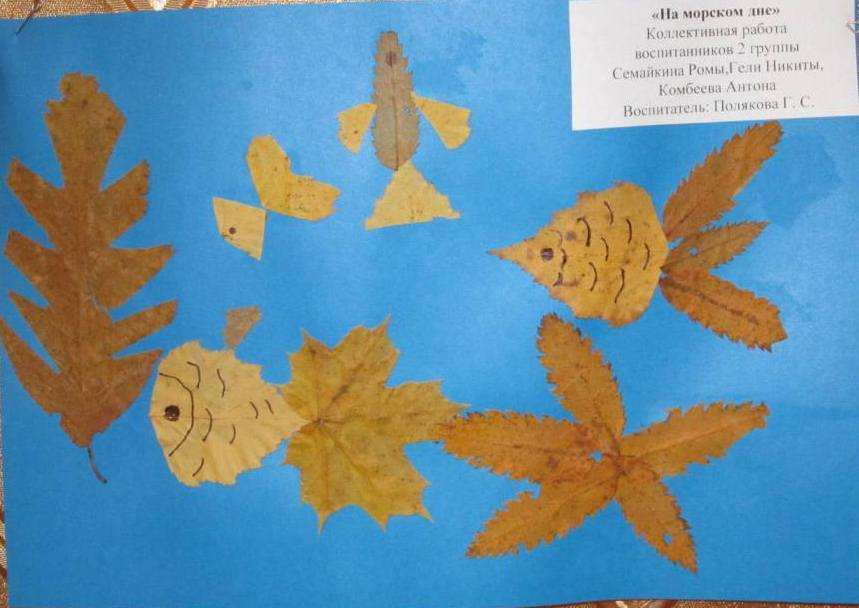 «На морском дне»
Коллективная работа
воспитанников 2 группы
Семайкина Ромы,Гели Никиты,
Комбеева Антона
Воспитатель: Полякова Г. С.